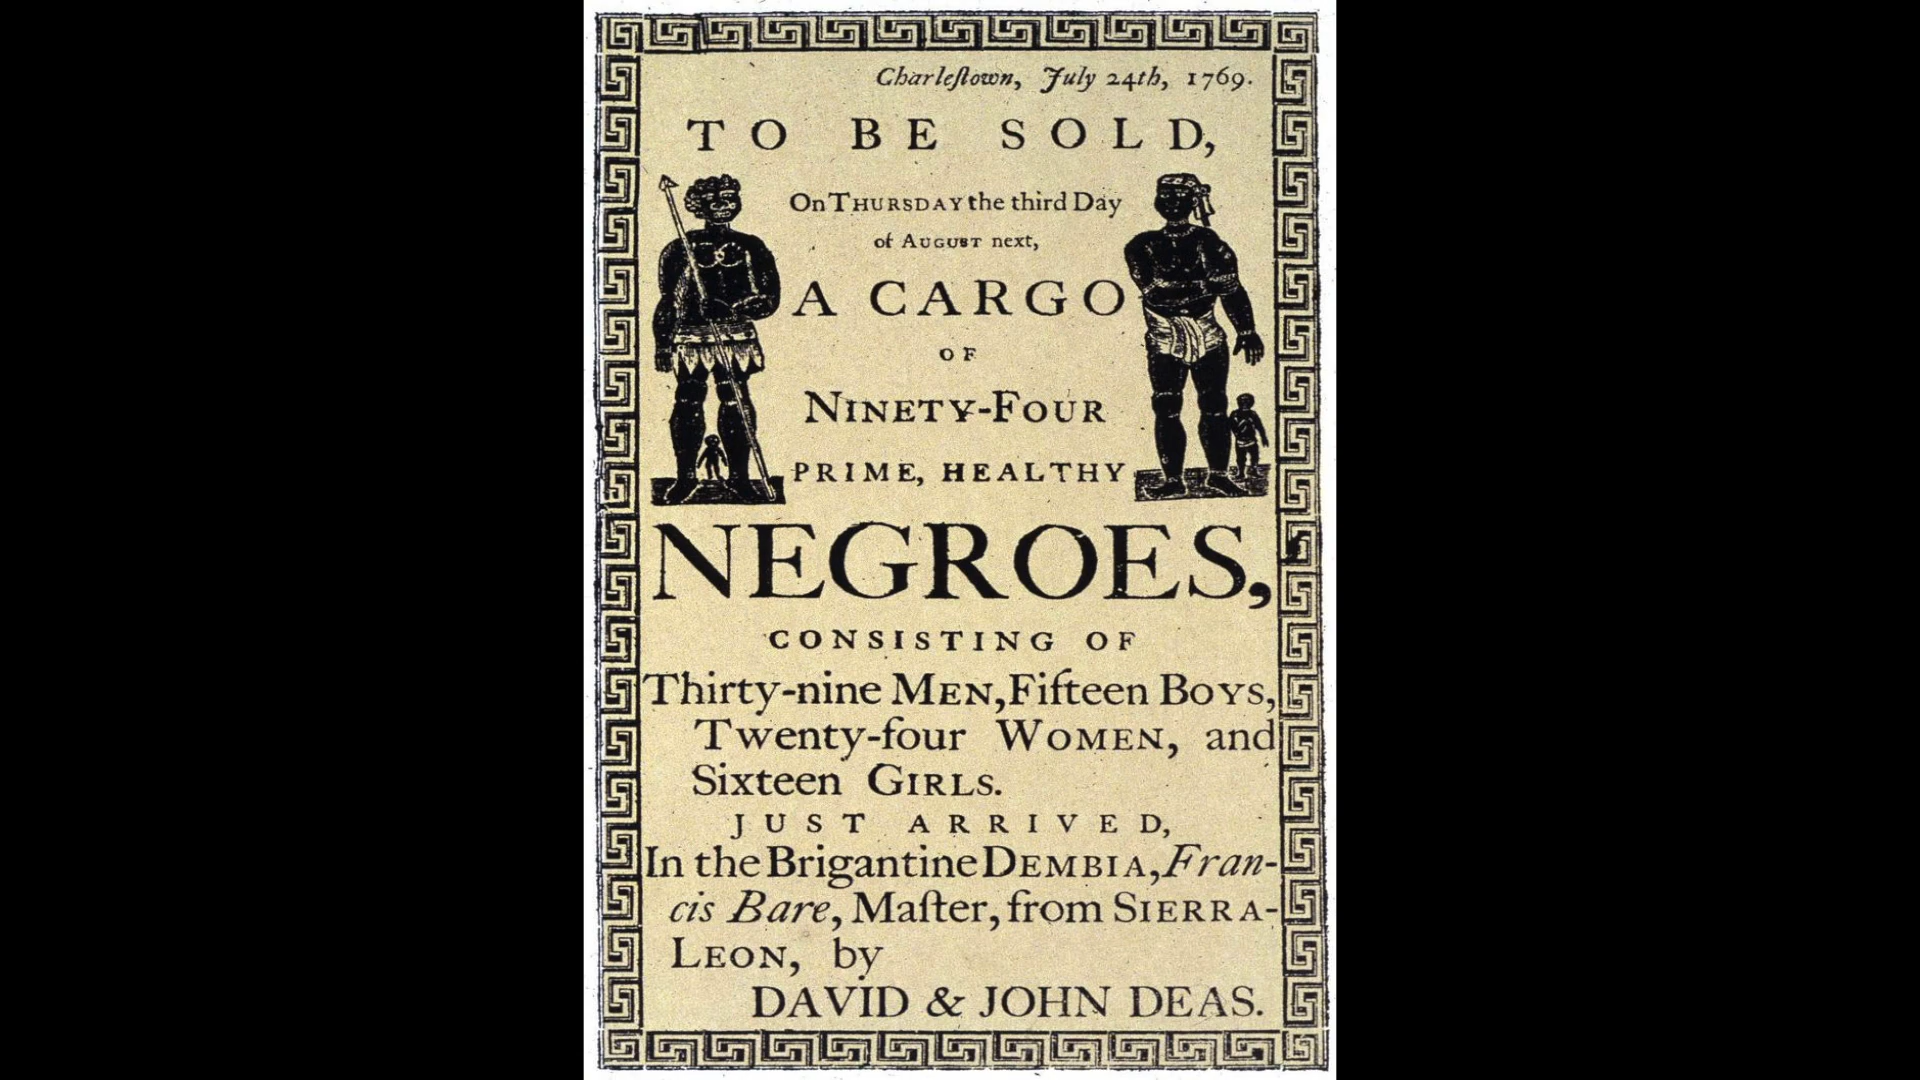 Charleſtown, July 24th, 1769.
TO BE SOLD,
On THURSDAY the third Day
of AUGUST next,
A CARGO
OF
NINETY-FOUR
PRIME, HEALTHY
NEGROES,
CONSISTING OF
Thirty-nine MEN, Fifteen BOYS,
Twenty-four WOMEN, and
Sixteen GIRLS.
JUST ARRIVED,
In the Brigantine DEMBIA, Fran-
cis Bare, Maſter, from SIERRA-
LEON, by
DAVID & JOHN DEAS.